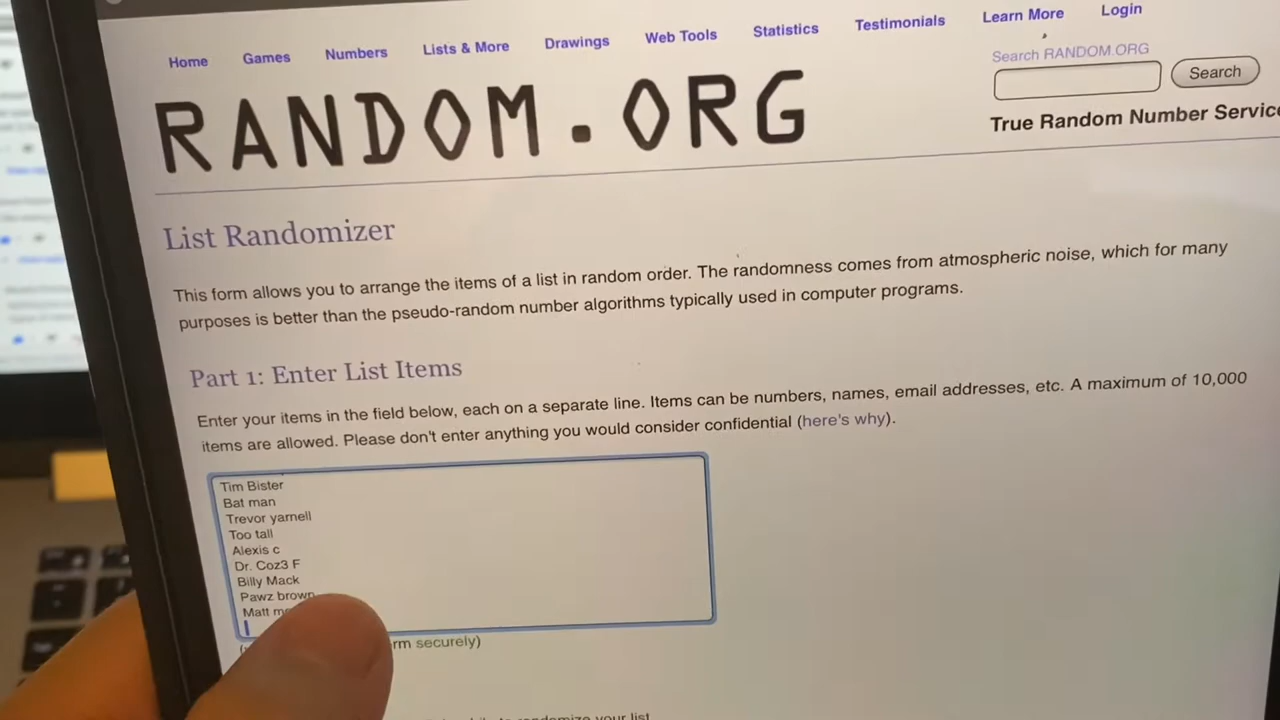 Home Games Numbers Lists & More Drawings Web Tools Statistics Testimonials Learn More Login
Search RANDOM.ORG
Search
RANDOM.ORG
True Random Number Service
List Randomizer
This form allows you to arrange the items of a list in random order. The randomness comes from atmospheric noise, which for many
purposes is better than the pseudo-random number algorithms typically used in computer programs.
Part 1: Enter List Items
Enter your items in the field below, each on a separate line. Items can be numbers, names, email addresses, etc. A maximum of 10,000
items are allowed. Please don't enter anything you would consider confidential (here's why).
Tim Bister
Bat man
Trevor yarnell
Too tall
Alexis c
Dr. Coz3 F
Billy Mack
Pawz brown
Matt
securely)
to randomize your list